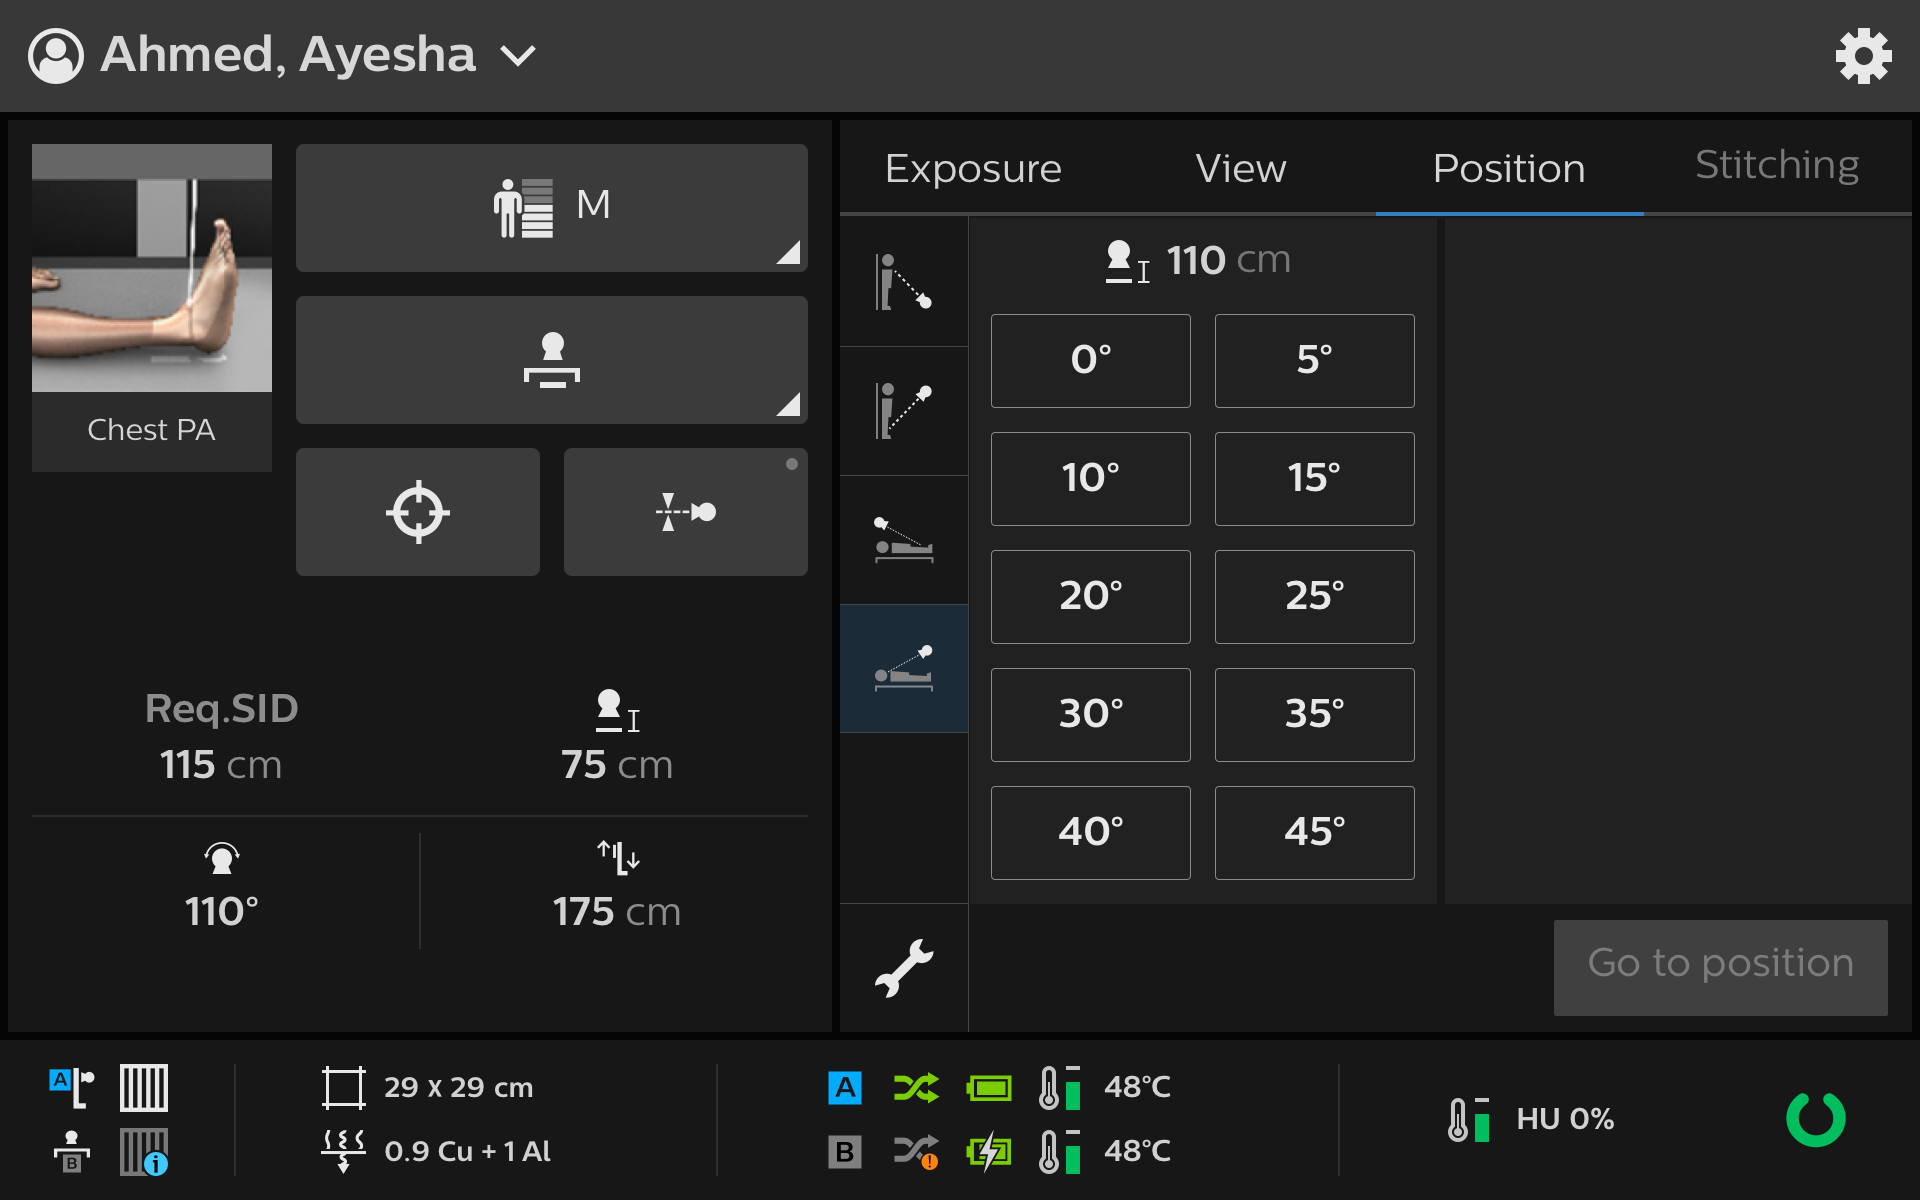 Ahmed, Ayesha
Chest PA
M
Req.SID
115 cm
75 cm
110°
175 cm
Exposure
View
Position
Stitching
110 cm
0°
5°
10°
15°
20°
25°
30°
35°
40°
45°
Go to position
A
B
i
29 x 29 cm
0.9 Cu + 1 Al
A
48°C
B
!
48°C
HU 0%